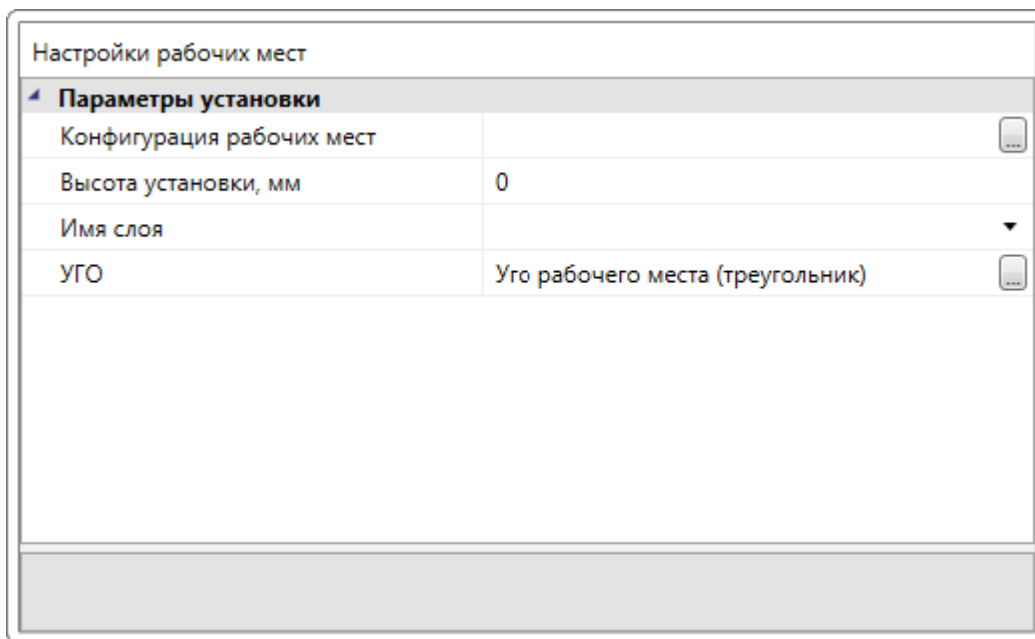 Настройки рабочих мест
Параметры установки
Конфигурация рабочих мест
...
Высота установки, мм 0
Имя слоя
УГО Уго рабочего места (треугольник) ...